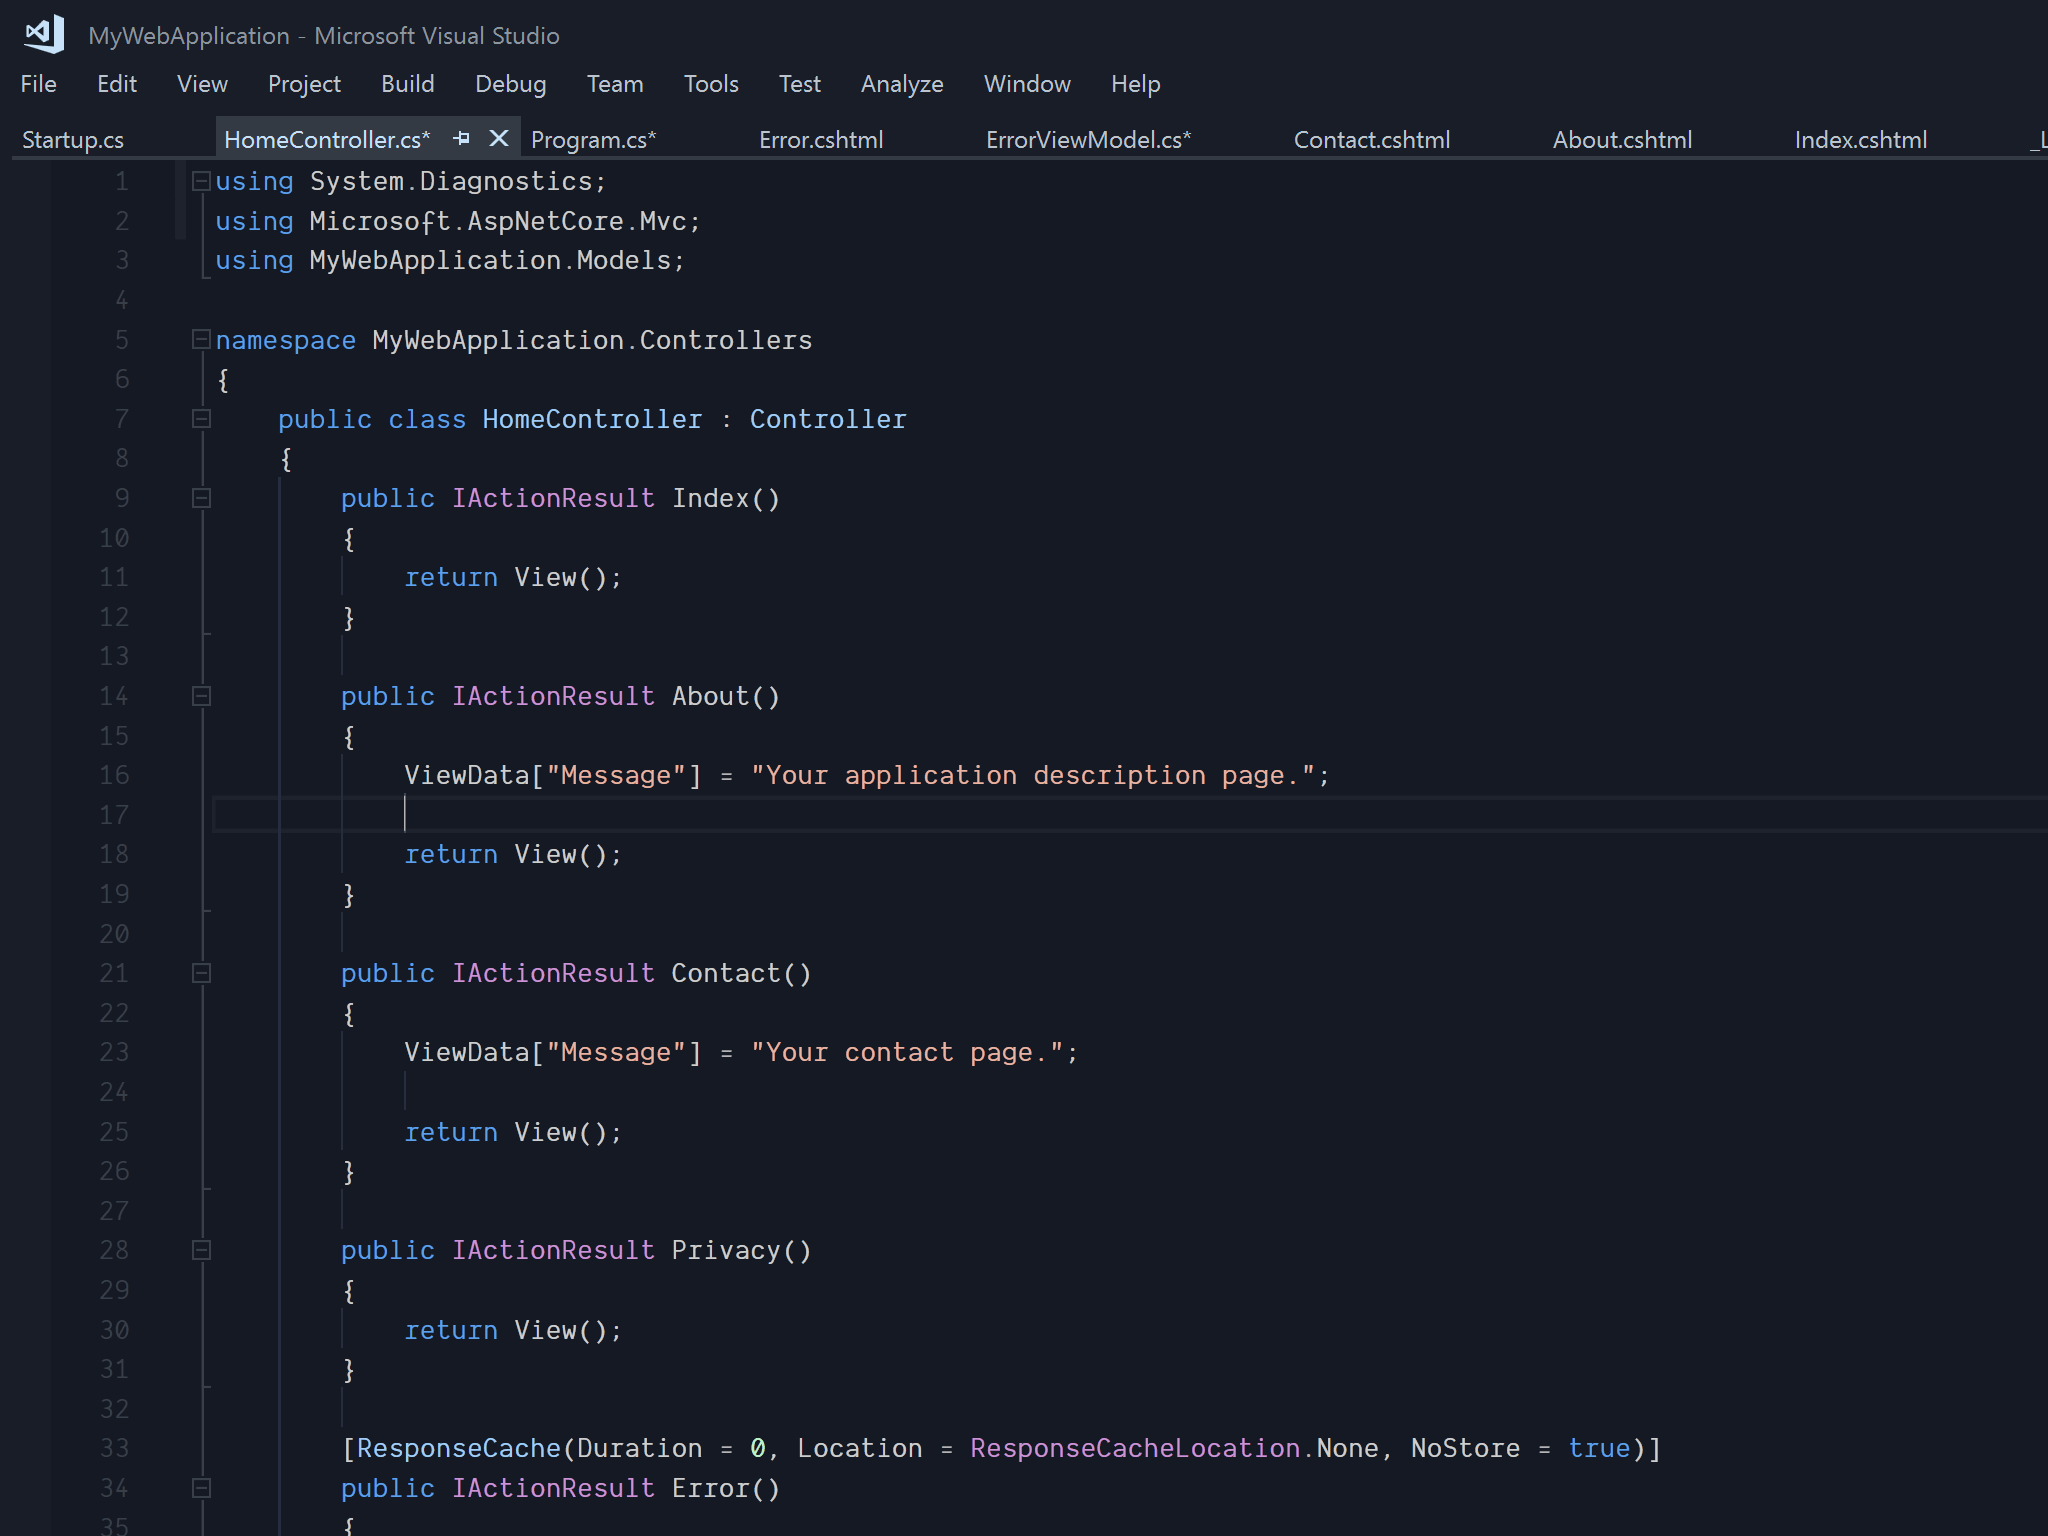 MyWebApplication - Microsoft Visual Studio
File Edit View Project Build Debug Team Tools Test Analyze Window Help
Startup.cs HomeController.cs* Program.cs* Error.cshtml ErrorViewModel.cs* Contact.cshtml About.cshtml Index.cshtml _L
1 using System.Diagnostics;
2 using Microsoft.AspNetCore.Mvc;
3 using MyWebApplication.Models;
4
5 namespace MyWebApplication.Controllers
6 {
7 public class HomeController : Controller
8 {
9 public IActionResult Index()
10 {
11 return View();
12 }
13
14 public IActionResult About()
15 {
16 ViewData["Message"] = "Your application description page.";
17
18 return View();
19 }
20
21 public IActionResult Contact()
22 {
23 ViewData["Message"] = "Your contact page.";
24
25 return View();
26 }
27
28 public IActionResult Privacy()
29 {
30 return View();
31 }
32
33 [ResponseCache(Duration = 0, Location = ResponseCacheLocation.None, NoStore = true)]
34 public IActionResult Error()
35 {